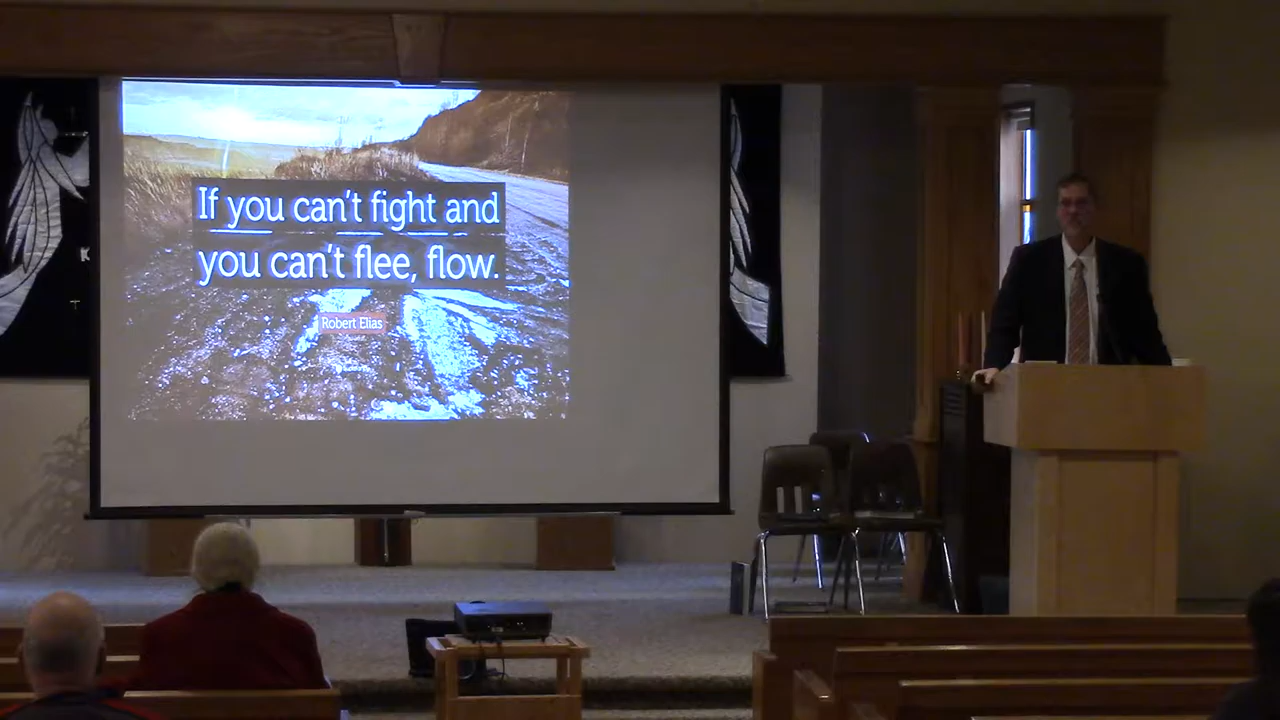 If you can't fight and
you can't flee, flow.
Robert Elias
K
T